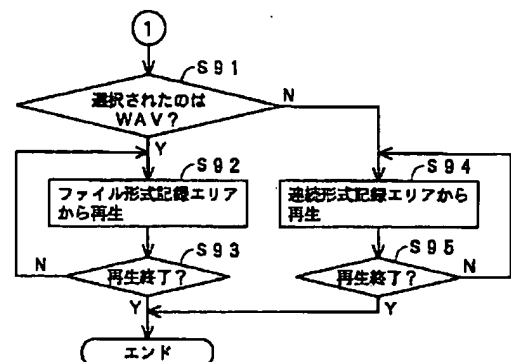 1
S91
選択されたのは
WAV?
N
Y
S92
ファイル形式記録エリア
から再生
S94
連続形式記録エリアから
再生
S93
再生終了?
N
Y
S95
再生終了?
N
Y
エンド